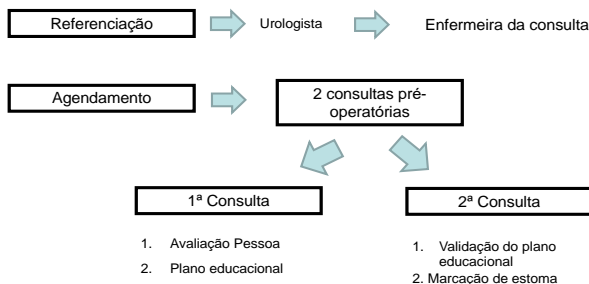 Referenciação
Urologista
Enfermeira da consulta
Agendamento
2 consultas pré-
operatórias
1ª Consulta
2ª Consulta
1. Avaliação Pessoa
2. Plano educacional
1. Validação do plano
educacional
2. Marcação de estoma